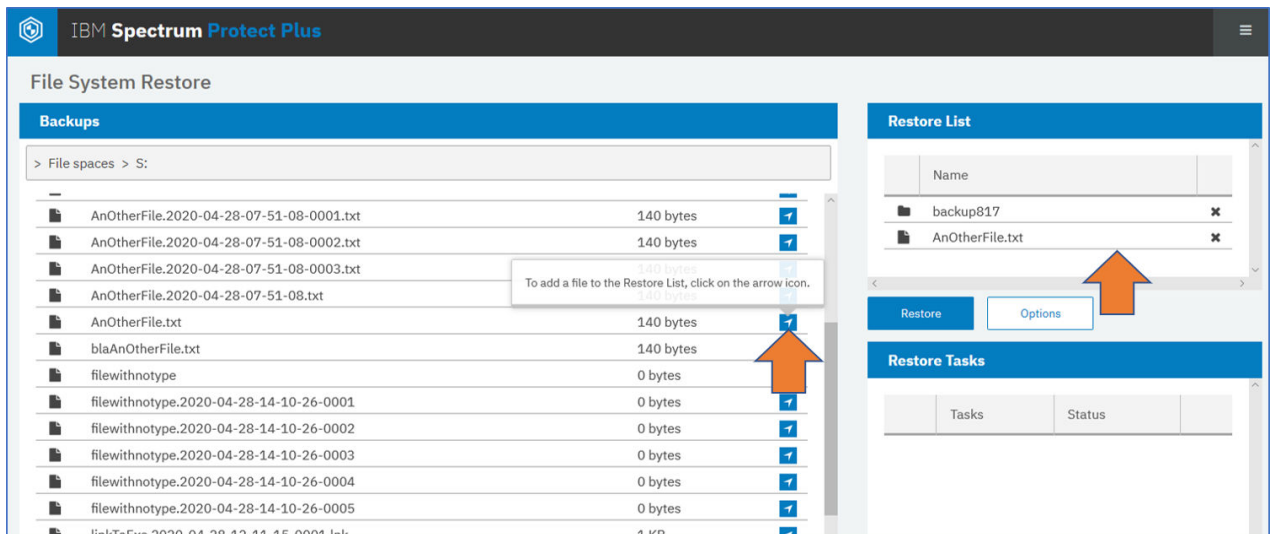 IBM Spectrum Protect Plus
File System Restore
Backups
> File spaces > S:
AnOtherFile.2020-04-28-07-51-08-0001.txt 140 bytes
AnOtherFile.2020-04-28-07-51-08-0002.txt 140 bytes
AnOtherFile.2020-04-28-07-51-08-0003.txt 140 bytes
To add a file to the Restore List, click on the arrow icon.
AnOtherFile.2020-04-28-07-51-08.txt 140 bytes
AnOtherFile.txt 140 bytes
blaAnOtherFile.txt 140 bytes
filewithnotype 0 bytes
filewithnotype.2020-04-28-14-10-26-0001 0 bytes
filewithnotype.2020-04-28-14-10-26-0002 0 bytes
filewithnotype.2020-04-28-14-10-26-0003 0 bytes
filewithnotype.2020-04-28-14-10-26-0004 0 bytes
filewithnotype.2020-04-28-14-10-26-0005 0 bytes
Restore List
Name
backup817
AnOtherFile.txt
Restore Options
Restore Tasks
Tasks Status